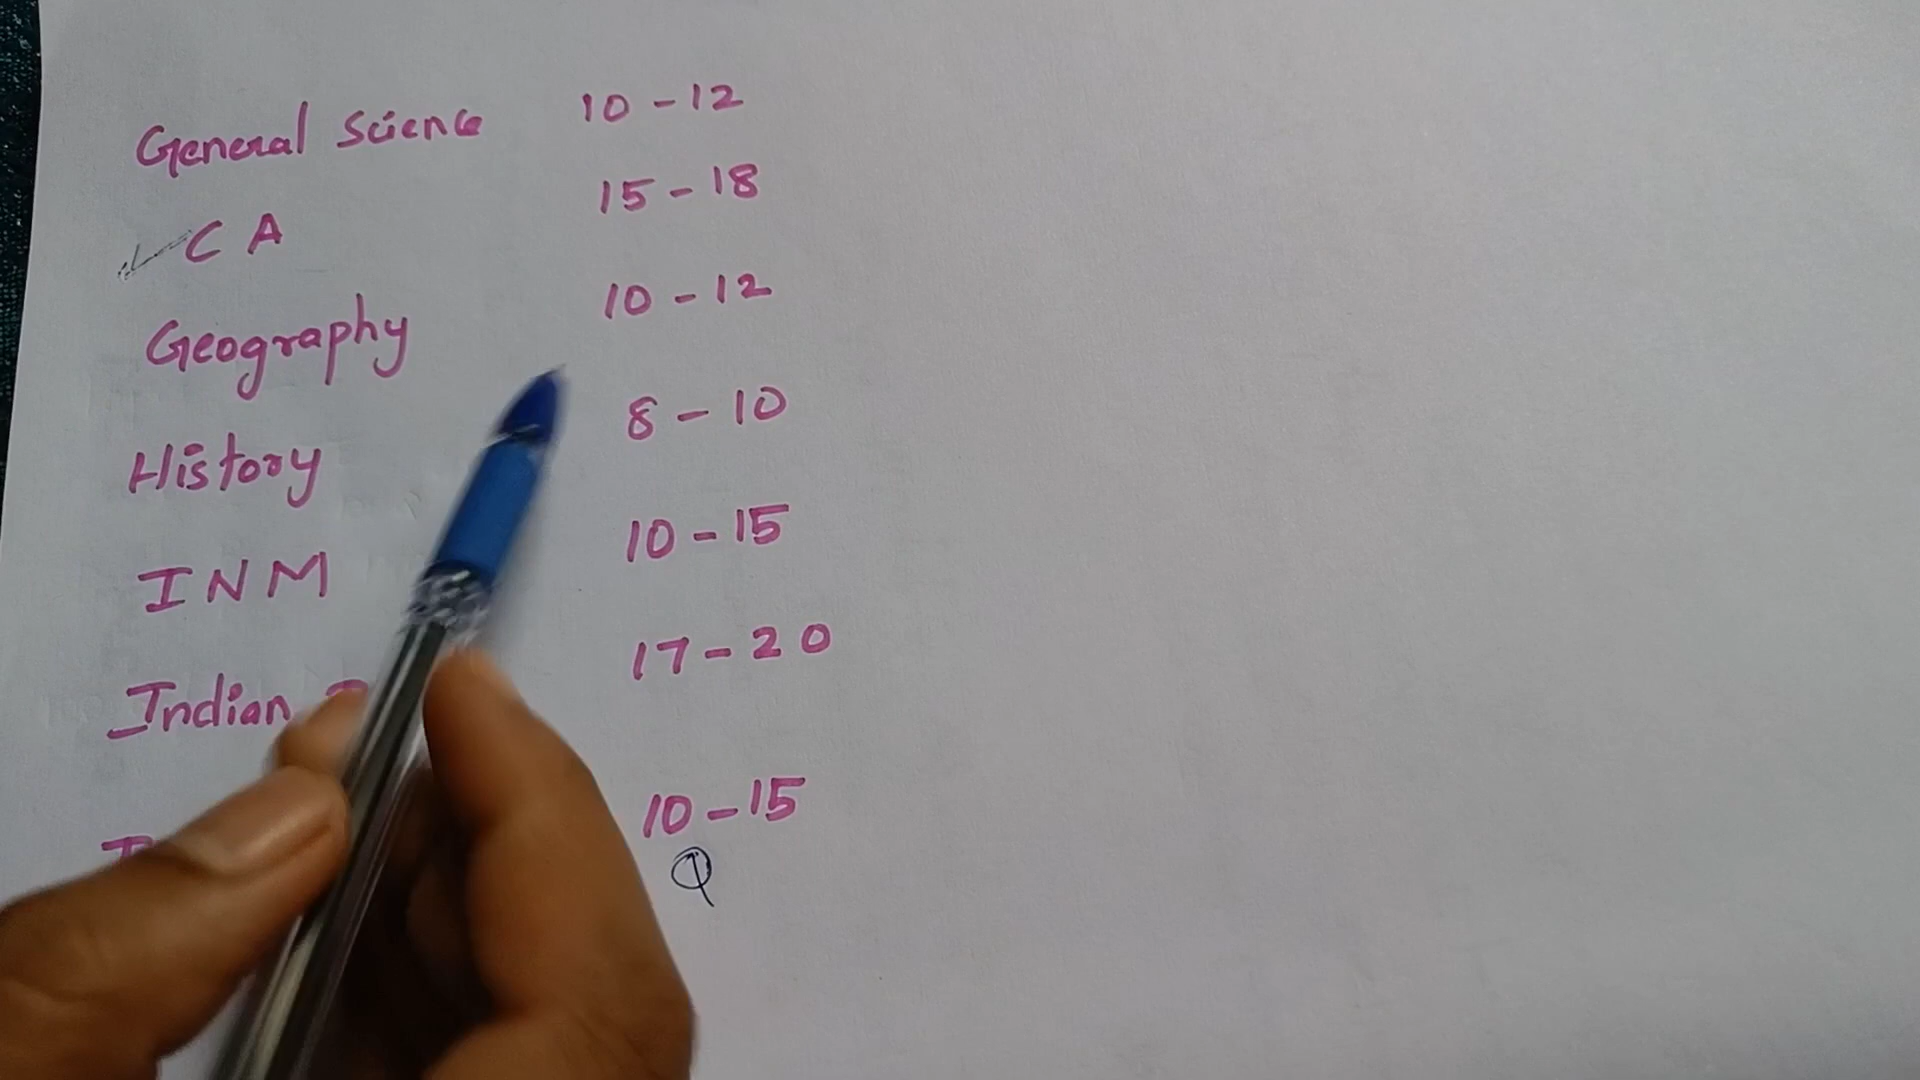 General Science 10 - 12
C A 15 - 18
Geography 10 - 12
History 8 - 10
INM 10 - 15
Indian 17 - 20
10 - 15